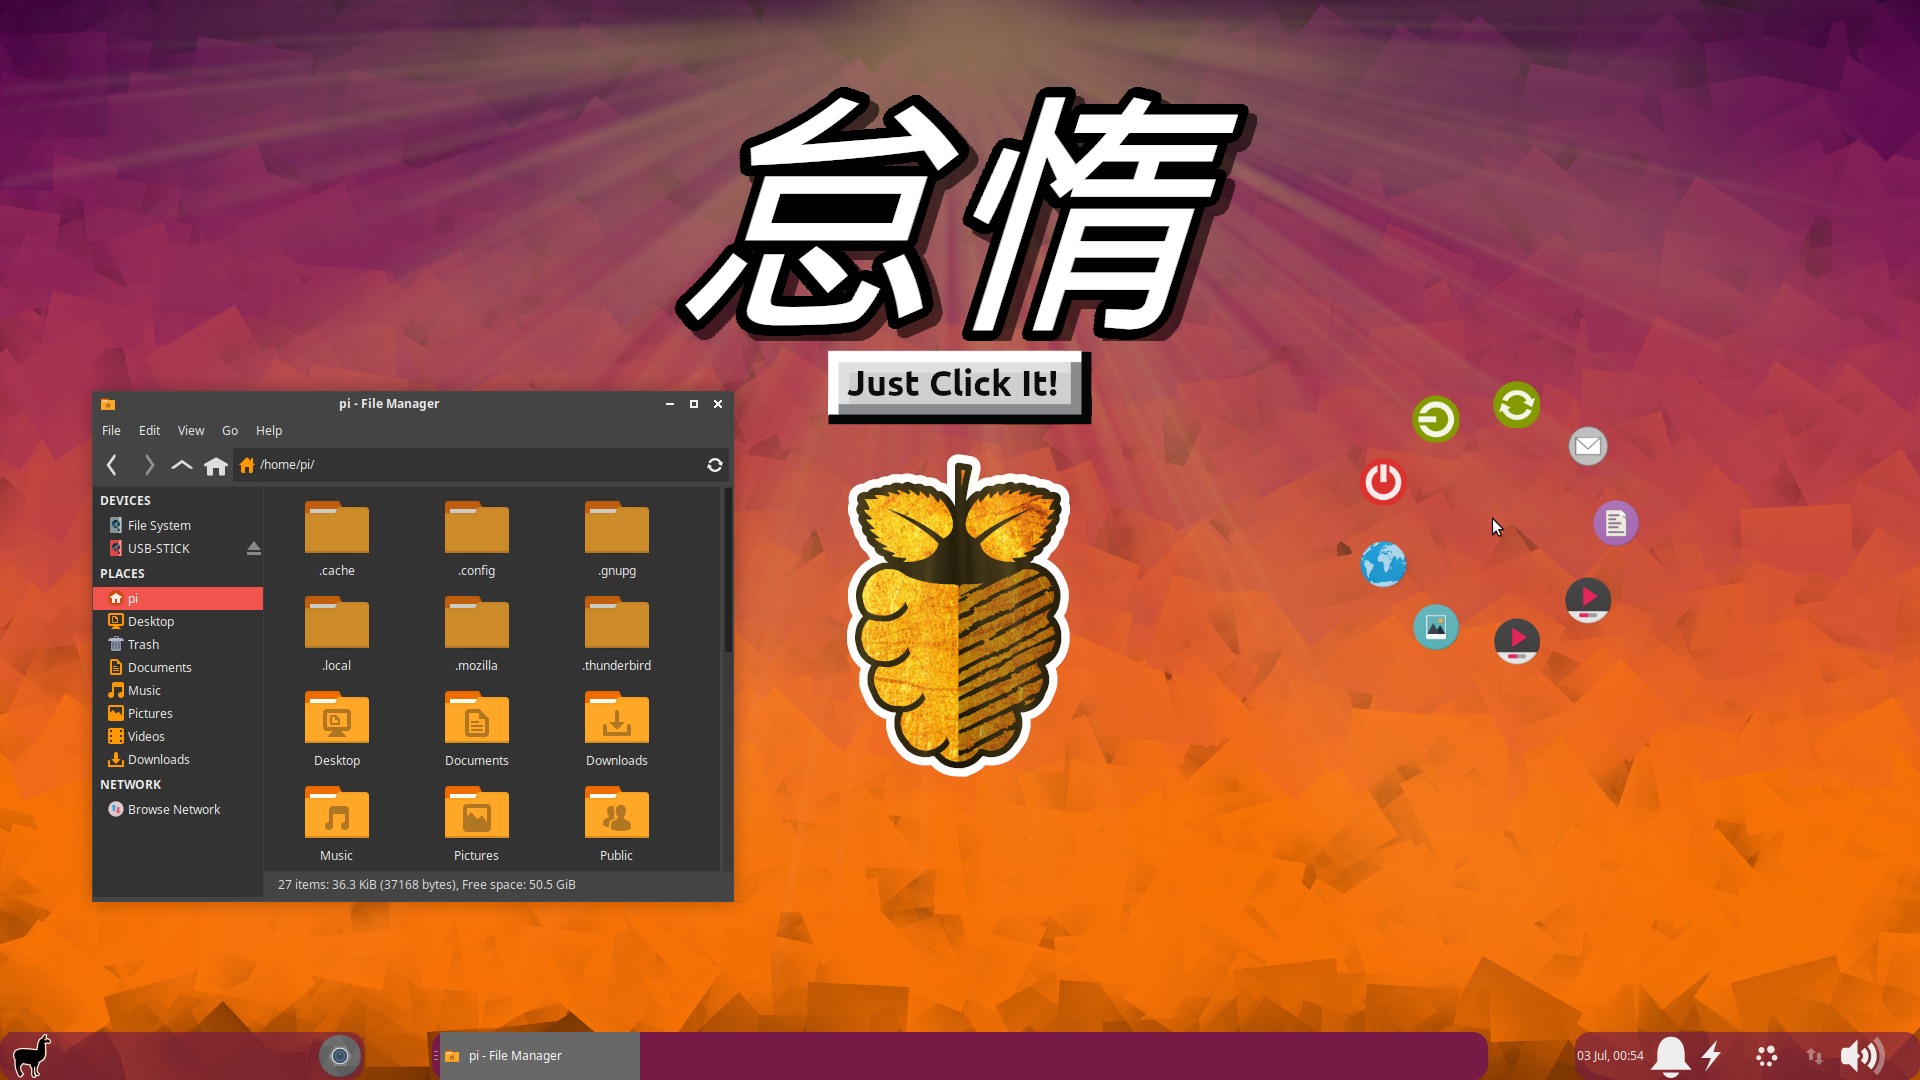 怠惰
Just Click It!
pi - File Manager
File Edit View Go Help
/home/pi/
DEVICES
File System
USB-STICK
PLACES
pi
Desktop
Trash
Documents
Music
Pictures
Videos
Downloads
NETWORK
Browse Network
.cache .config .gnupg
.local .mozilla .thunderbird
Desktop Documents Downloads
Music Pictures Public
27 items: 36.3 KiB (37168 bytes), Free space: 50.5 GiB
pi - File Manager
03 Jul, 00:54